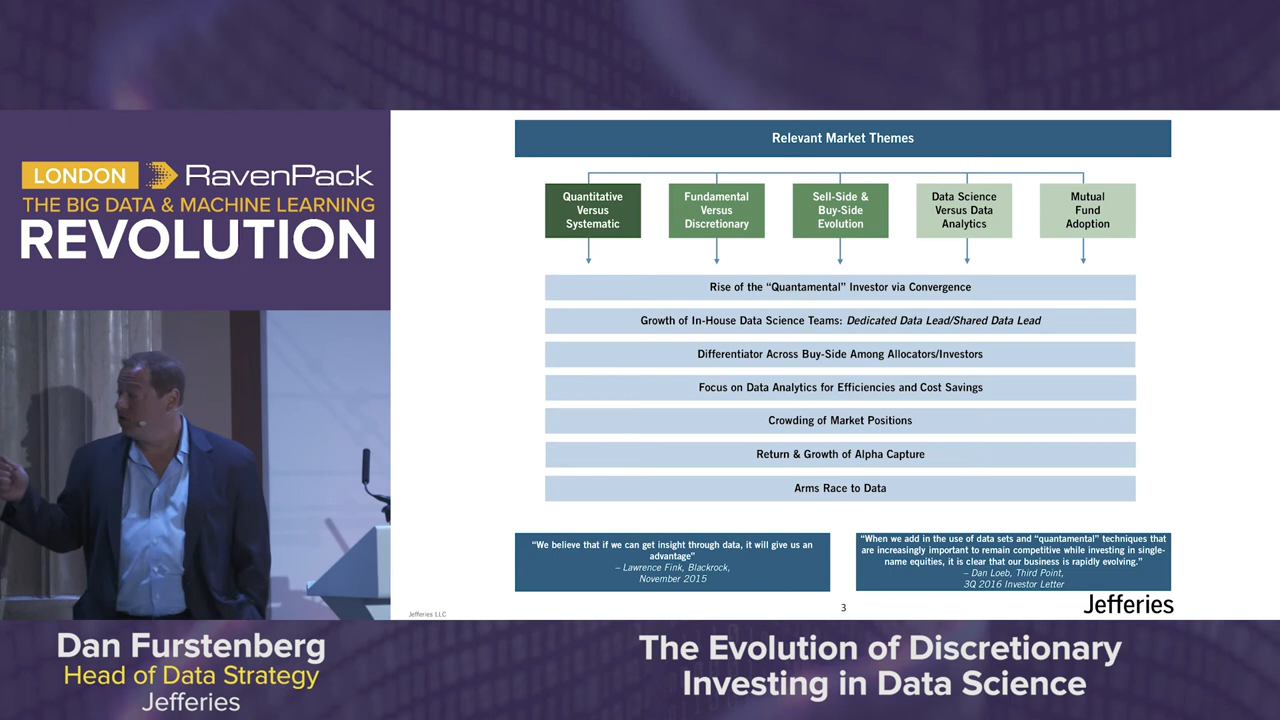 LONDON RavenPack
THE BIG DATA & MACHINE LEARNING
REVOLUTION
Relevant Market Themes
Quantitative
Versus
Systematic
Fundamental
Versus
Discretionary
Sell-Side &
Buy-Side
Evolution
Data Science
Versus Data
Analytics
Mutual
Fund
Adoption
Rise of the “Quantamental” Investor via Convergence
Growth of In-House Data Science Teams: Dedicated Data Lead/Shared Data Lead
Differentiator Across Buy-Side Among Allocators/Investors
Focus on Data Analytics for Efficiencies and Cost Savings
Crowding of Market Positions
Return & Growth of Alpha Capture
Arms Race to Data
“We believe that if we can get insight through data, it will give us an
advantage”
– Lawrence Fink, Blackrock,
November 2015
“When we add in the use of data sets and “quantamental” techniques that
are increasingly important to remain competitive while investing in single-
name equities, it is clear that our business is rapidly evolving.”
– Dan Loeb, Third Point,
3Q 2016 Investor Letter
Jefferies LLC
3
Jefferies
Dan Furstenberg
Head of Data Strategy
Jefferies
The Evolution of Discretionary
Investing in Data Science